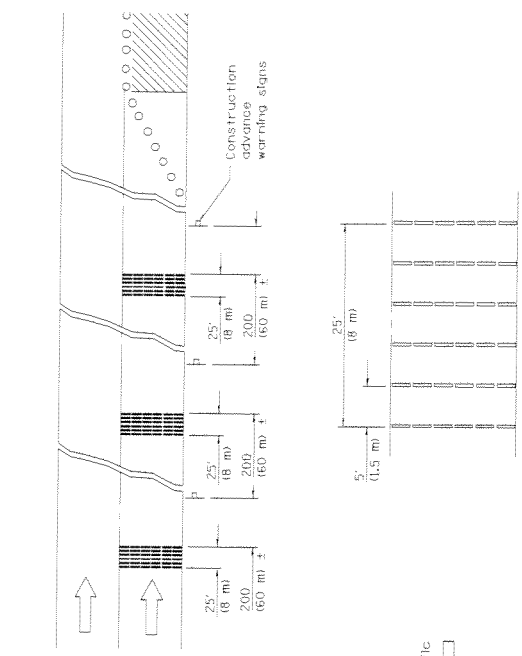 Construction
advance
warning signs
25'
(8 m)
200
(60 m) ±
25'
(8 m)
200
(60 m) ±
25'
(8 m)
200
(60 m) ±
25'
(8 m)
5'
(1.5 m)